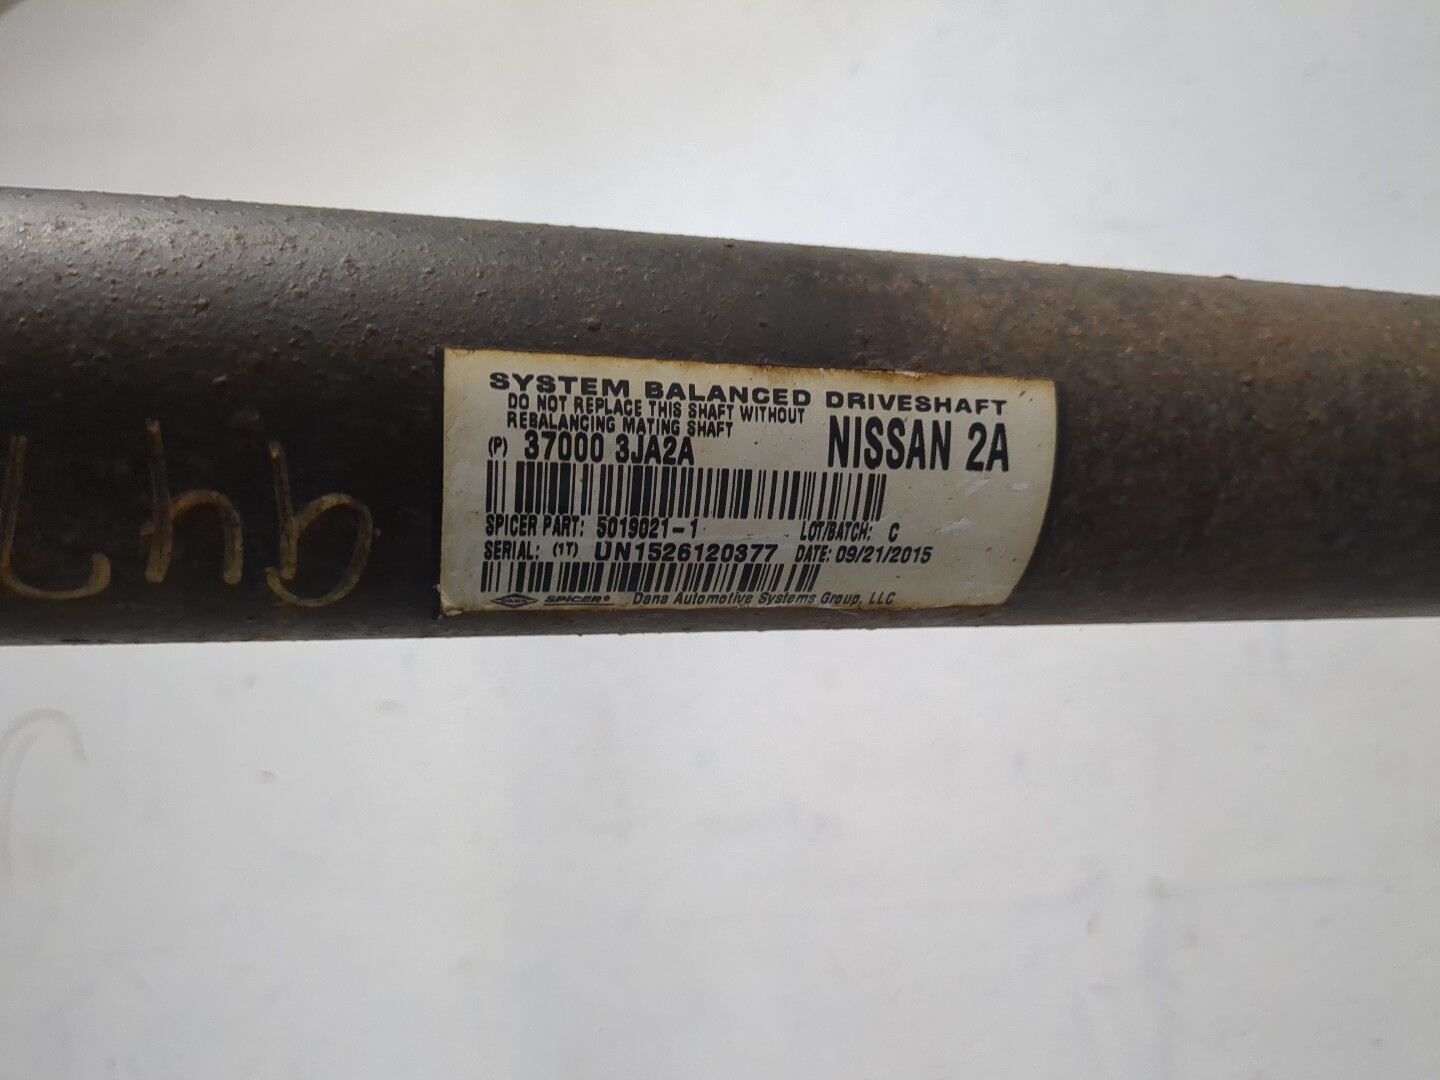 SYSTEM BALANCED DRIVESHAFT
DO NOT REPLACE THIS SHAFT WITHOUT
REBALANCING MATING SHAFT
(P) 37000 3JA2A NISSAN 2A
SPICER PART: 5019021-1 LOT/BATCH: C
SERIAL: (1T) UN1526120377 DATE: 09/21/2015
DANA SPICER® Dana Automotive Systems Group, LLC